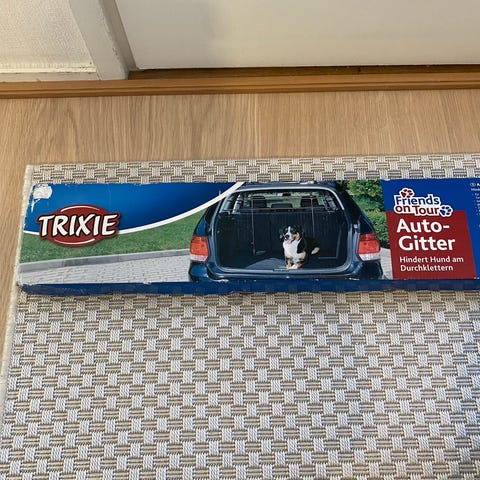 TRIXIE
Friends
on Tour
Auto-
Gitter
Hindert Hund am
Durchklettern